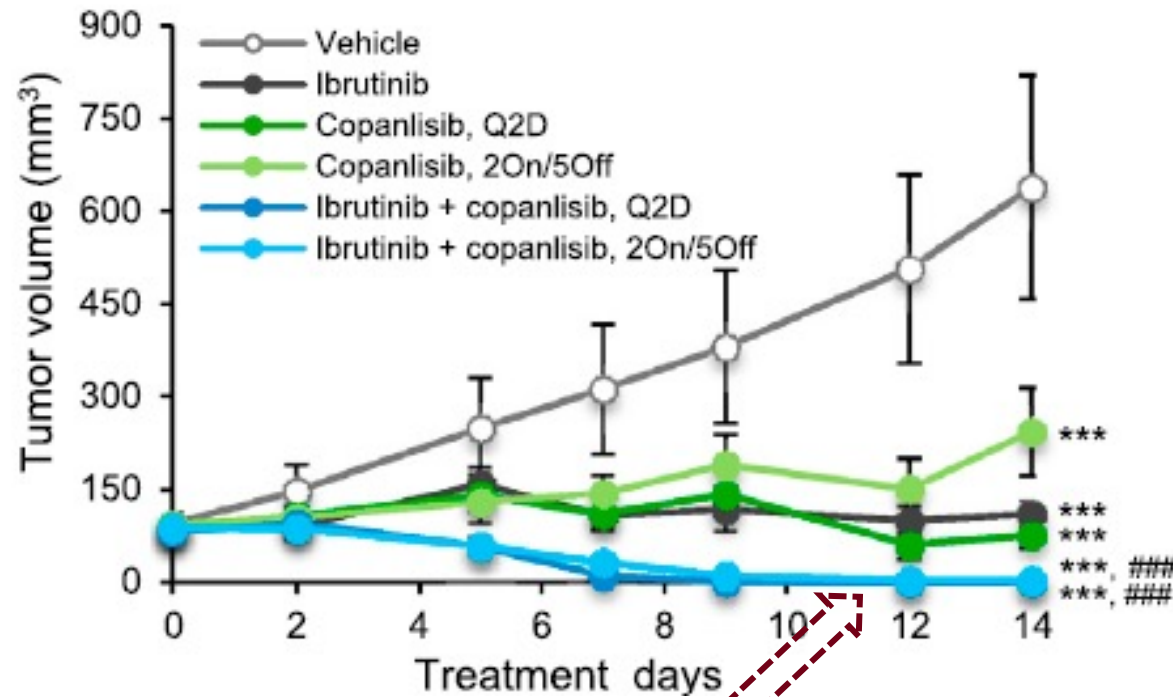 900
750
600
450
300
150
0
Tumor volume (mm³)
Vehicle
Ibrutinib
Copanlisib, Q2D
Copanlisib, 2On/5Off
Ibrutinib + copanlisib, Q2D
Ibrutinib + copanlisib, 2On/5Off
***
***
***
***, ###
***, ###
0 2 4 6 8 10 12 14
Treatment days